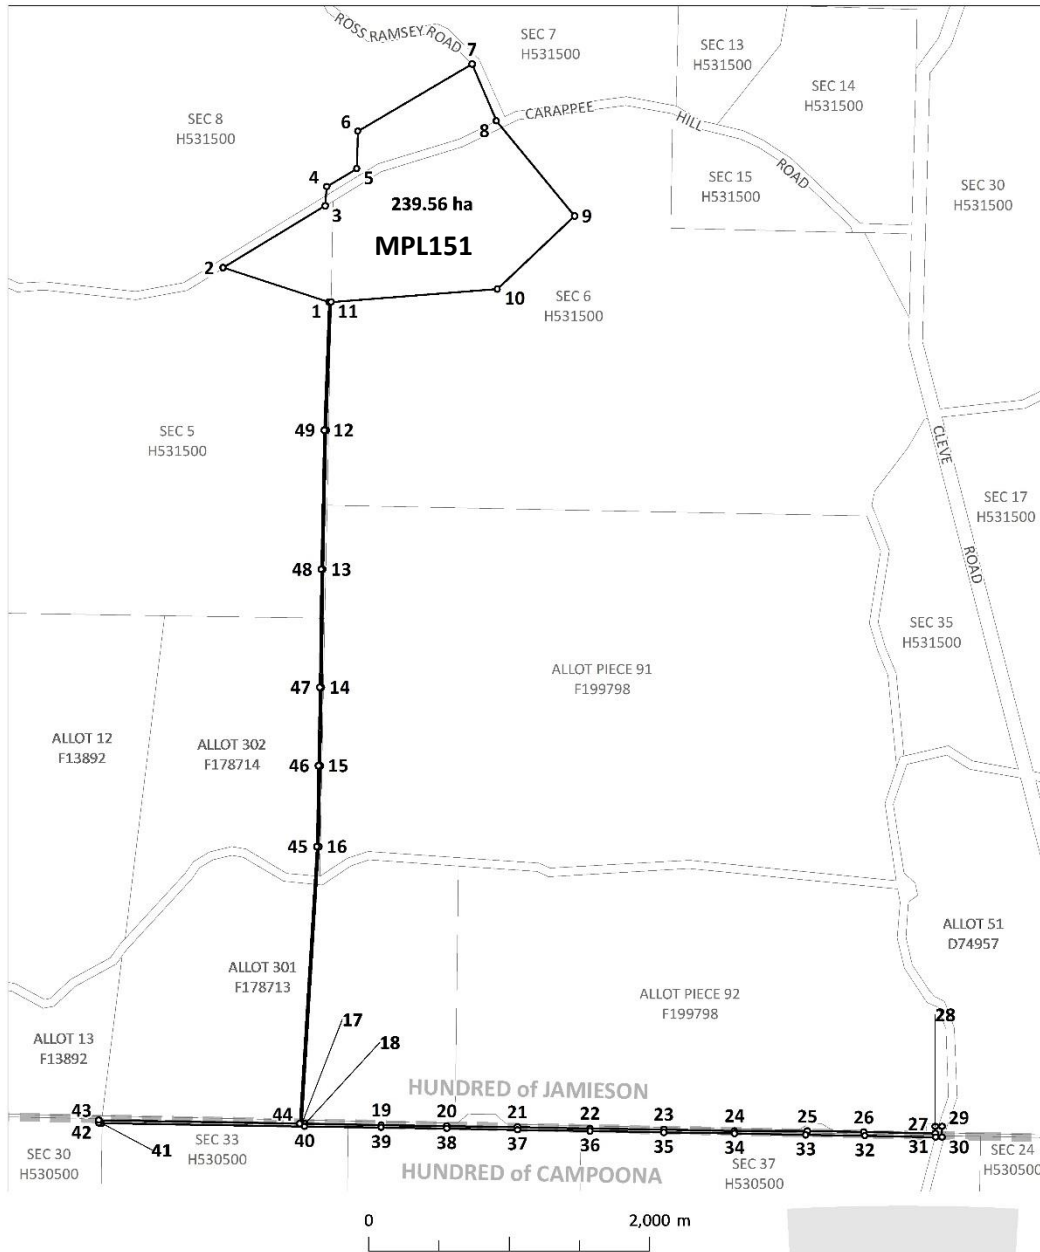 ROSS RAMSEY ROAD
7
SEC 7
H531500
SEC 13
H531500
SEC 14
H531500
SEC 8
H531500
6
8
CARAPPEE HILL ROAD
SEC 15
H531500
SEC 30
H531500
4
5
3
239.56 ha
9
MPL151
2
10
1 11
SEC 6
H531500
SEC 5
H531500
49 12
CLEVE ROAD
SEC 17
H531500
48 13
SEC 35
H531500
47 14
ALLOT PIECE 91
F199798
ALLOT 12
F13892
ALLOT 302
F178714
46 15
45 16
ALLOT 51
D74957
ALLOT 301
F178713
ALLOT PIECE 92
F199798
17
28
18
ALLOT 13
F13892
HUNDRED of JAMIESON
43 44 19 20 21 22 23 24 25 26 27 29
42 40 39 38 37 36 35 34 33 32 31 30
41
SEC 30
H530500
SEC 33
H530500
HUNDRED of CAMPOONA
SEC 37
H530500
SEC 24
H530500
0 2,000 m